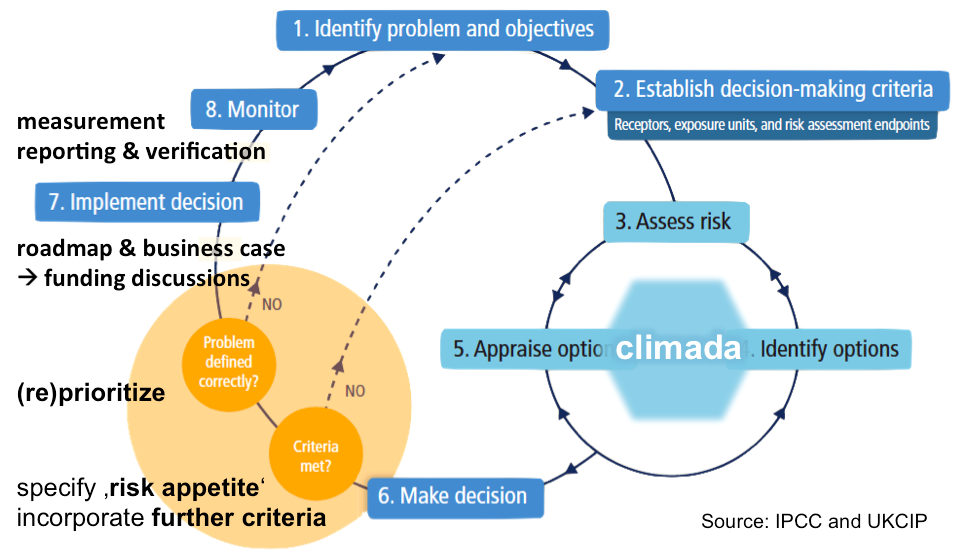 1. Identify problem and objectives
2. Establish decision-making criteria
Receptors, exposure units, and risk assessment endpoints
8. Monitor
measurement
reporting & verification
7. Implement decision
3. Assess risk
roadmap & business case
→ funding discussions
NO
Problem
defined
correctly?
5. Appraise option
climada
. Identify options
(re)prioritize
NO
Criteria
met?
specify ‚risk appetite‘
incorporate further criteria
6. Make decision
Source: IPCC and UKCIP